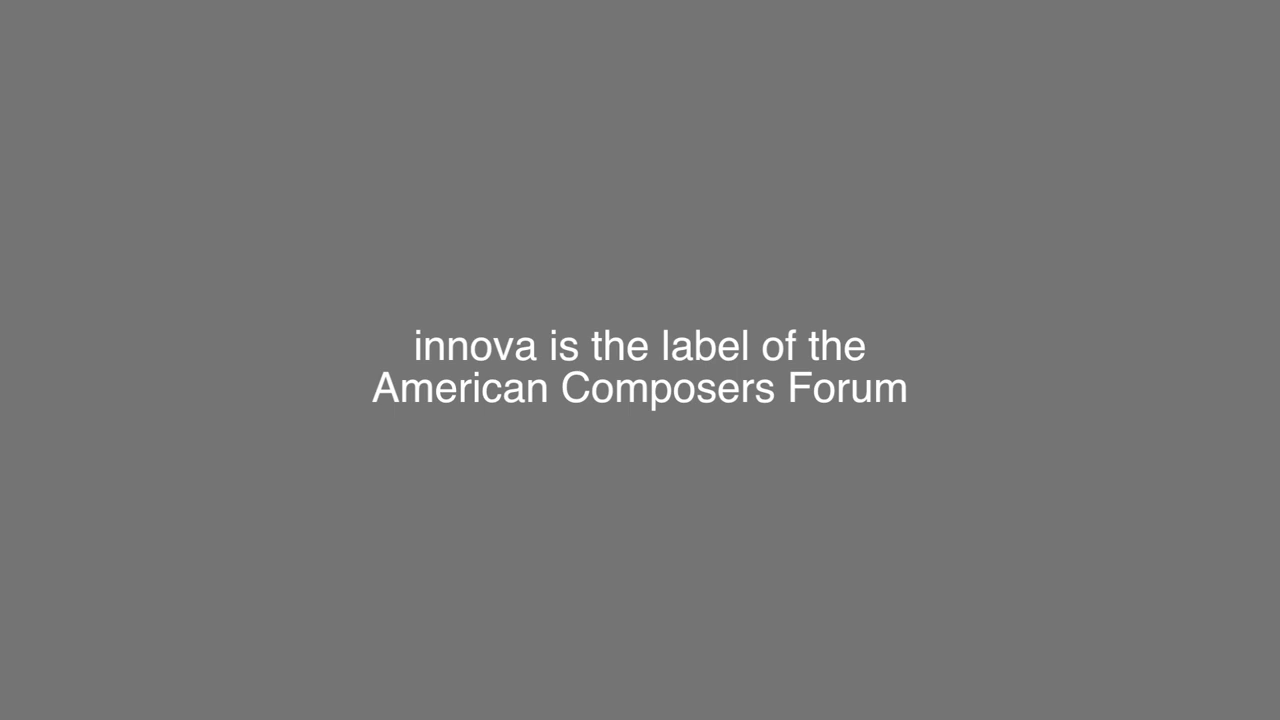 innova is the label of the
American Composers Forum